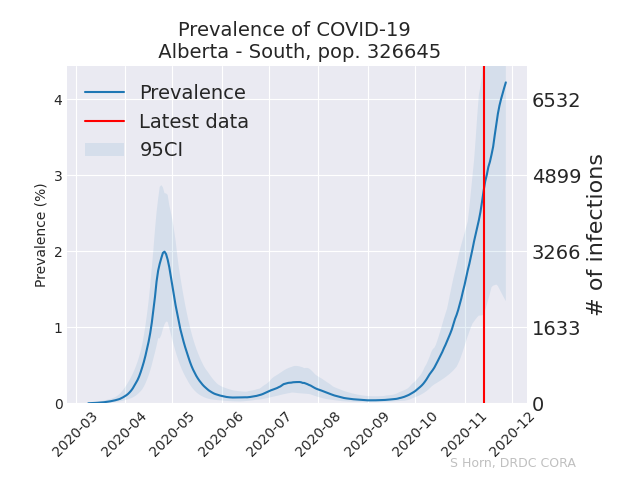 Prevalence of COVID-19
Alberta - South, pop. 326645
Prevalence
Latest data
95CI
Prevalence (%)
4
3
2
1
0
6532
4899
3266
1633
0
# of infections
2020-03
2020-04
2020-05
2020-06
2020-07
2020-08
2020-09
2020-10
2020-11
2020-12
S Horn, DRDC CORA